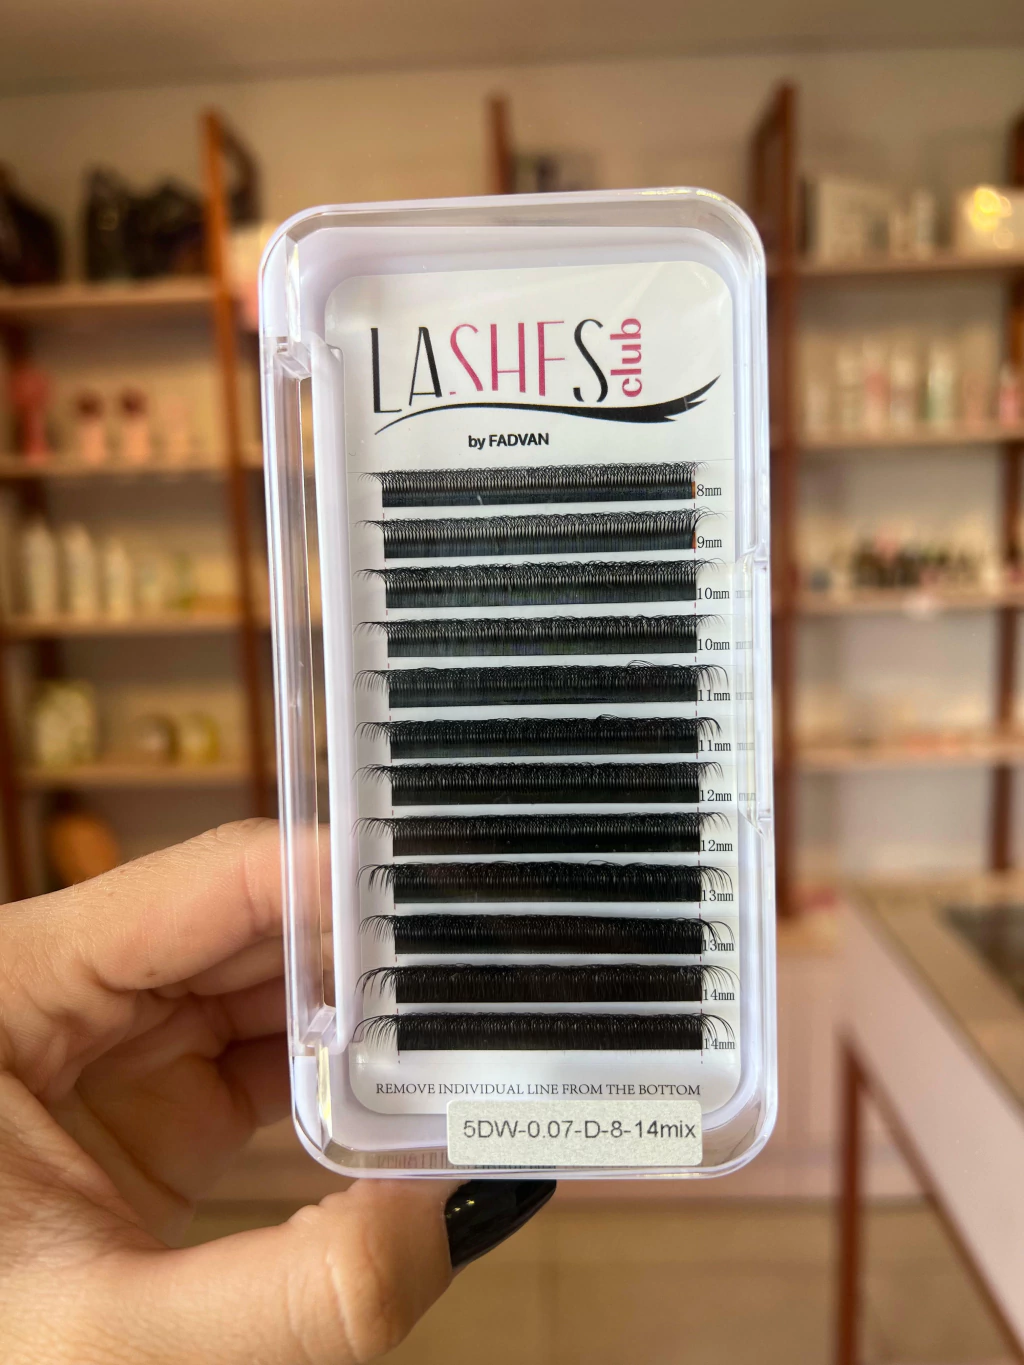 LASHES club
by FADVAN
8mm
9mm
10mm
10mm
11mm
11mm
12mm
12mm
13mm
13mm
14mm
14mm
REMOVE INDIVIDUAL LINE FROM THE BOTTOM
5DW-0.07-D-8-14mix